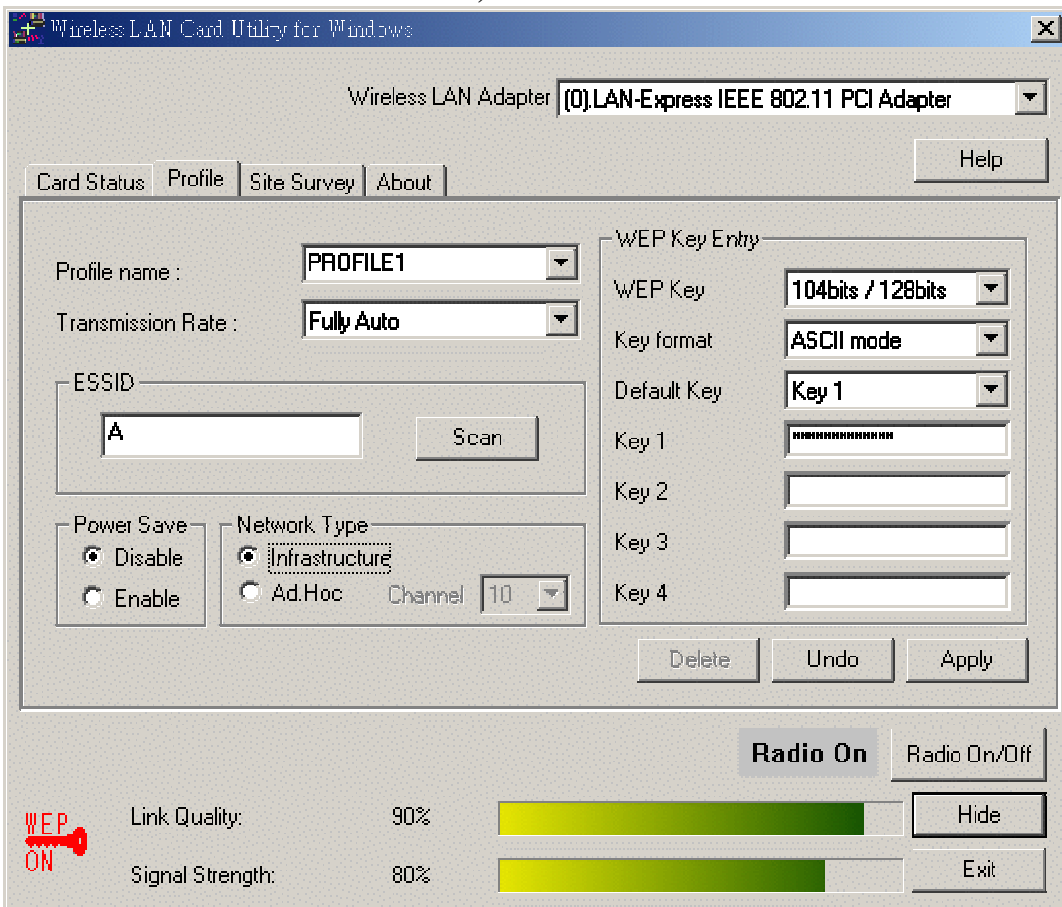 Wireless LAN Card Utility for Windows
Wireless LAN Adapter (0).LAN-Express IEEE 802.11 PCI Adapter
Help
Card Status Profile Site Survey About
Profile name : PROFILE1
Transmission Rate : Fully Auto
ESSID
A Scan
Power Save
Disable
Enable
Network Type
Infrastructure
Ad.Hoc Channel 10
WEP Key Entry
WEP Key 104bits / 128bits
Key format ASCII mode
Default Key Key 1
Key 1 *************
Key 2
Key 3
Key 4
Delete Undo Apply
Radio On Radio On/Off
WEP
ON
Link Quality: 90% Hide
Signal Strength: 80% Exit